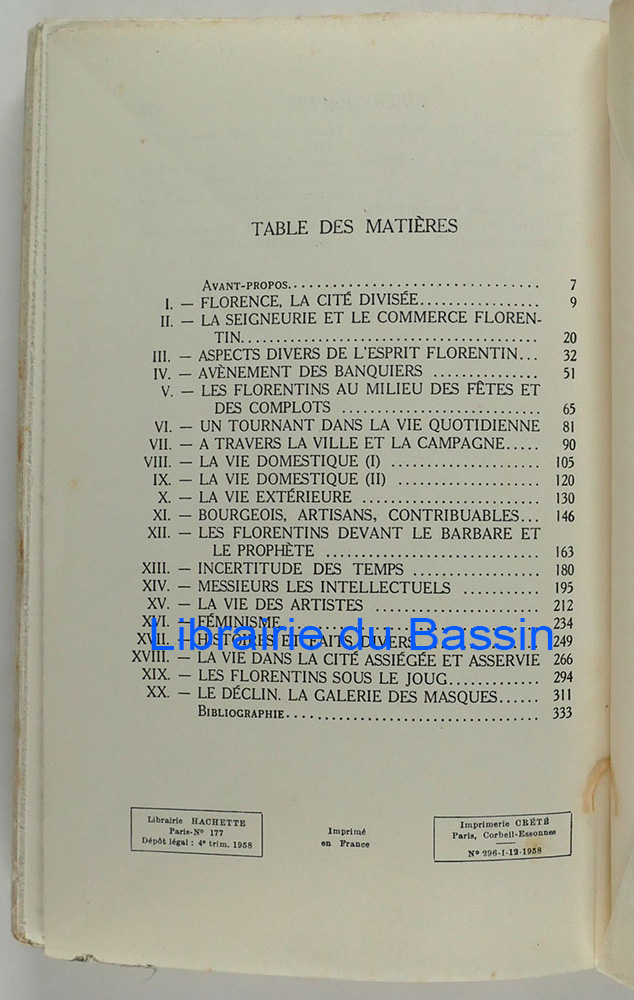 TABLE DES MATIÈRES
AVANT-PROPOS................................ 7
I. — FLORENCE, LA CITÉ DIVISÉE................ 9
II. — LA SEIGNEURIE ET LE COMMERCE FLOREN-
TIN....................................... 20
III. — ASPECTS DIVERS DE L'ESPRIT FLORENTIN... 32
IV. — AVÈNEMENT DES BANQUIERS .............. 51
V. — LES FLORENTINS AU MILIEU DES FÊTES ET
DES COMPLOTS ............................ 65
VI. — UN TOURNANT DANS LA VIE QUOTIDIENNE 81
VII. — A TRAVERS LA VILLE ET LA CAMPAGNE..... 90
VIII. — LA VIE DOMESTIQUE (I) ..................... 105
IX. — LA VIE DOMESTIQUE (II) .................... 120
X. — LA VIE EXTÉRIEURE ......................... 130
XI. — BOURGEOIS, ARTISANS, CONTRIBUABLES... 146
XII. — LES FLORENTINS DEVANT LE BARBARE ET
LE PROPHÈTE .............................. 163
XIII. — INCERTITUDE DES TEMPS ................... 180
XIV. — MESSIEURS LES INTELLECTUELS ............. 195
XV. — LA VIE DES ARTISTES ....................... 212
XVI. — FÉMINISME................................... 234
Librairie du Bassin
XVII. — HISTOIRES ET FAITS DIVERS................. 249
XVIII. — LA VIE DANS LA CITÉ ASSIÉGÉE ET ASSERVIE 266
XIX. — LES FLORENTINS SOUS LE JOUG............. 294
XX. — LE DÉCLIN. LA GALERIE DES MASQUES...... 311
BIBLIOGRAPHIE.................................... 333
Librairie HACHETTE
Paris-Nº 177
Dépôt légal : 4e trim. 1958
Imprimé
en France
Imprimerie CRÉTÉ
Paris, Corbeil-Essonnes
Nº 296-I-12-1958